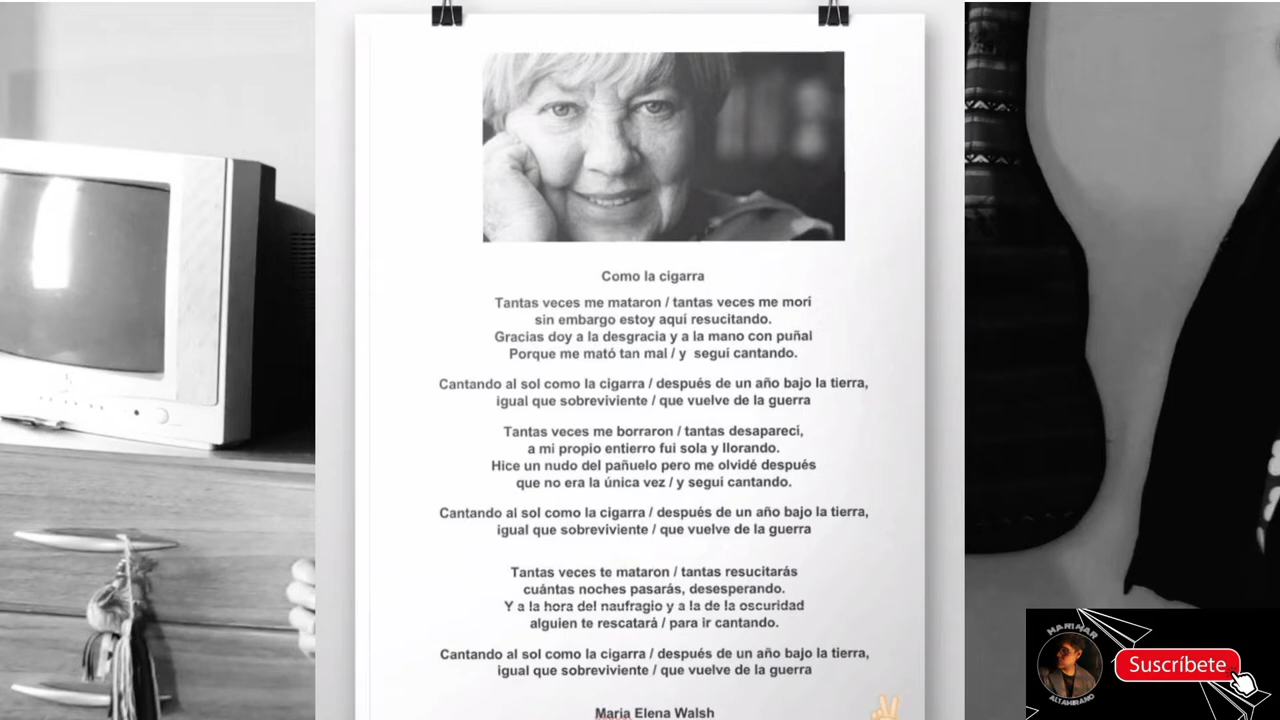 Como la cigarra
Tantas veces me mataron / tantas veces me morí
sin embargo estoy aquí resucitando.
Gracias doy a la desgracia y a la mano con puñal
Porque me mató tan mal / y  seguí cantando.
Cantando al sol como la cigarra / después de un año bajo la tierra,
igual que sobreviviente / que vuelve de la guerra
Tantas veces me borraron / tantas desaparecí,
a mi propio entierro fui sola y llorando.
Hice un nudo del pañuelo pero me olvidé después
que no era la única vez / y seguí cantando.
Cantando al sol como la cigarra / después de un año bajo la tierra,
igual que sobreviviente / que vuelve de la guerra
Tantas veces te mataron / tantas resucitarás
cuántas noches pasarás, desesperando.
Y a la hora del naufragio y a la de la oscuridad
alguien te rescatará / para ir cantando.
Cantando al sol como la cigarra / después de un año bajo la tierra,
igual que sobreviviente / que vuelve de la guerra
Maria Elena Walsh
MARIMAR
ALTAMIRANO
Suscríbete